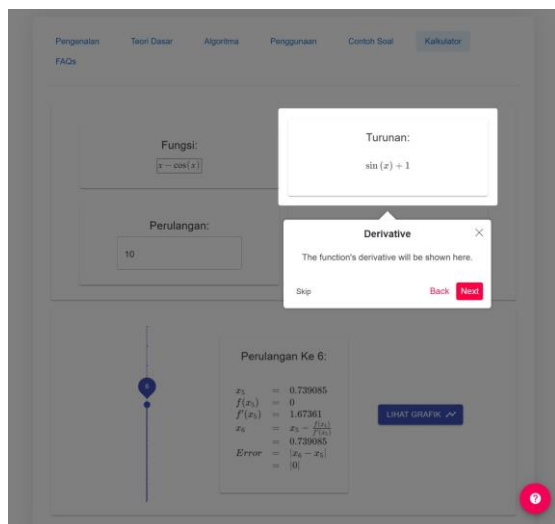 Pengenalan Teori Dasar Algoritma Penggunaan Contoh Soal Kalkulator
FAQs
Fungsi:
x − cos(x)
Turunan:
sin (x) + 1
Perulangan:
10
Derivative
The function's derivative will be shown here.
Skip Back Next
6
Perulangan Ke 6:
x₅ = 0.739085
f(x₅) = 0
f′(x₅) = 1.67361
x₆ = x₅ − f(x₅)/f′(x₅)
= 0.739085
Error = |x₆ − x₅|
= |0|
LIHAT GRAFIK
?